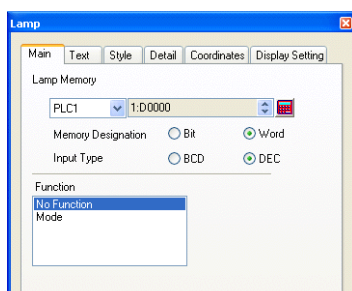 Lamp
Main Text Style Detail Coordinates Display Setting
Lamp Memory
PLC1 1:D0000
Memory Designation Bit Word
Input Type BCD DEC
Function
No Function
Mode